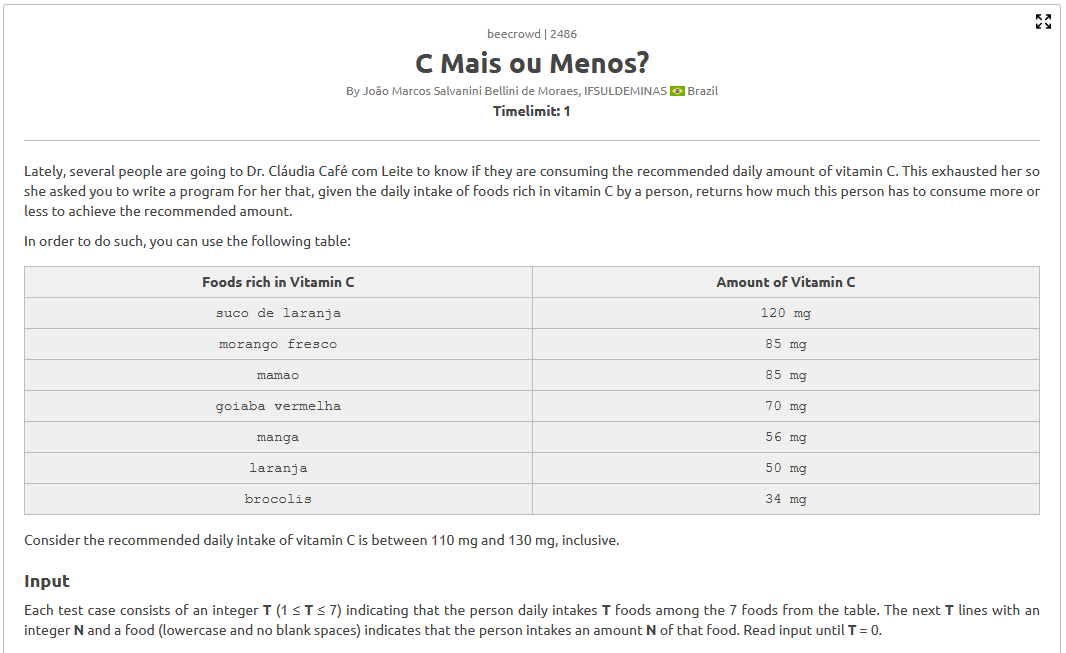 beecrowd | 2486
C Mais ou Menos?
By João Marcos Salvanini Bellini de Moraes, IFSULDEMINAS Brazil
Timelimit: 1
Lately, several people are going to Dr. Cláudia Café com Leite to know if they are consuming the recommended daily amount of vitamin C. This exhausted her so
she asked you to write a program for her that, given the daily intake of foods rich in vitamin C by a person, returns how much this person has to consume more or
less to achieve the recommended amount.
In order to do such, you can use the following table:
Foods rich in Vitamin C Amount of Vitamin C
suco de laranja 120 mg
morango fresco 85 mg
mamao 85 mg
goiaba vermelha 70 mg
manga 56 mg
laranja 50 mg
brocolis 34 mg
Consider the recommended daily intake of vitamin C is between 110 mg and 130 mg, inclusive.
Input
Each test case consists of an integer T (1 ≤ T ≤ 7) indicating that the person daily intakes T foods among the 7 foods from the table. The next T lines with an
integer N and a food (lowercase and no blank spaces) indicates that the person intakes an amount N of that food. Read input until T = 0.